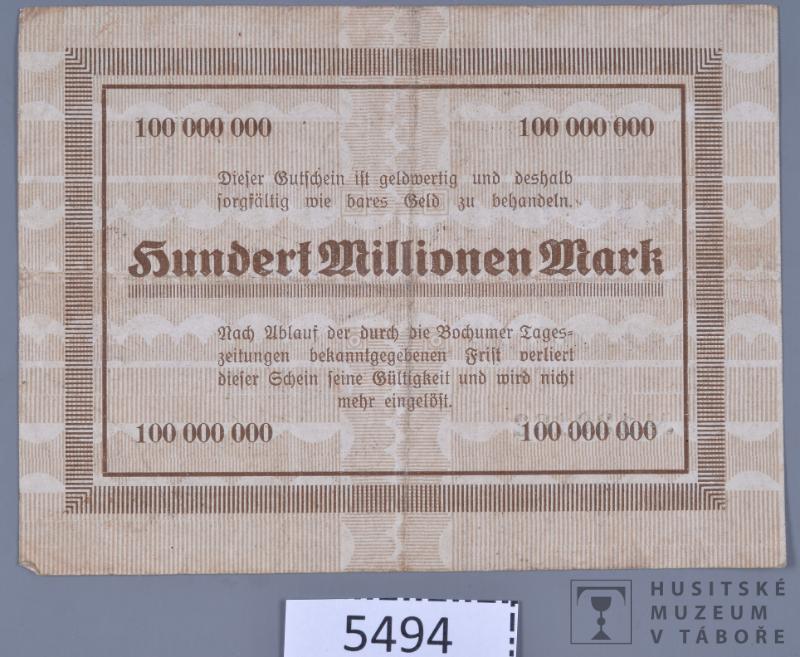 100 000 000 100 000 000
Dieser Gutschein ist geldwertig und deshalb
sorgfältig wie bares Geld zu behandeln.
Hundert Millionen Mark
Nach Ablauf der durch die Bochumer Tages-
zeitungen bekanntgegebenen Frist verliert
dieser Schein seine Gültigkeit und wird nicht
mehr eingelöst.
100 000 000 100 000 000
5494
HUSITSKÉ
MUZEUM
V TÁBOŘE